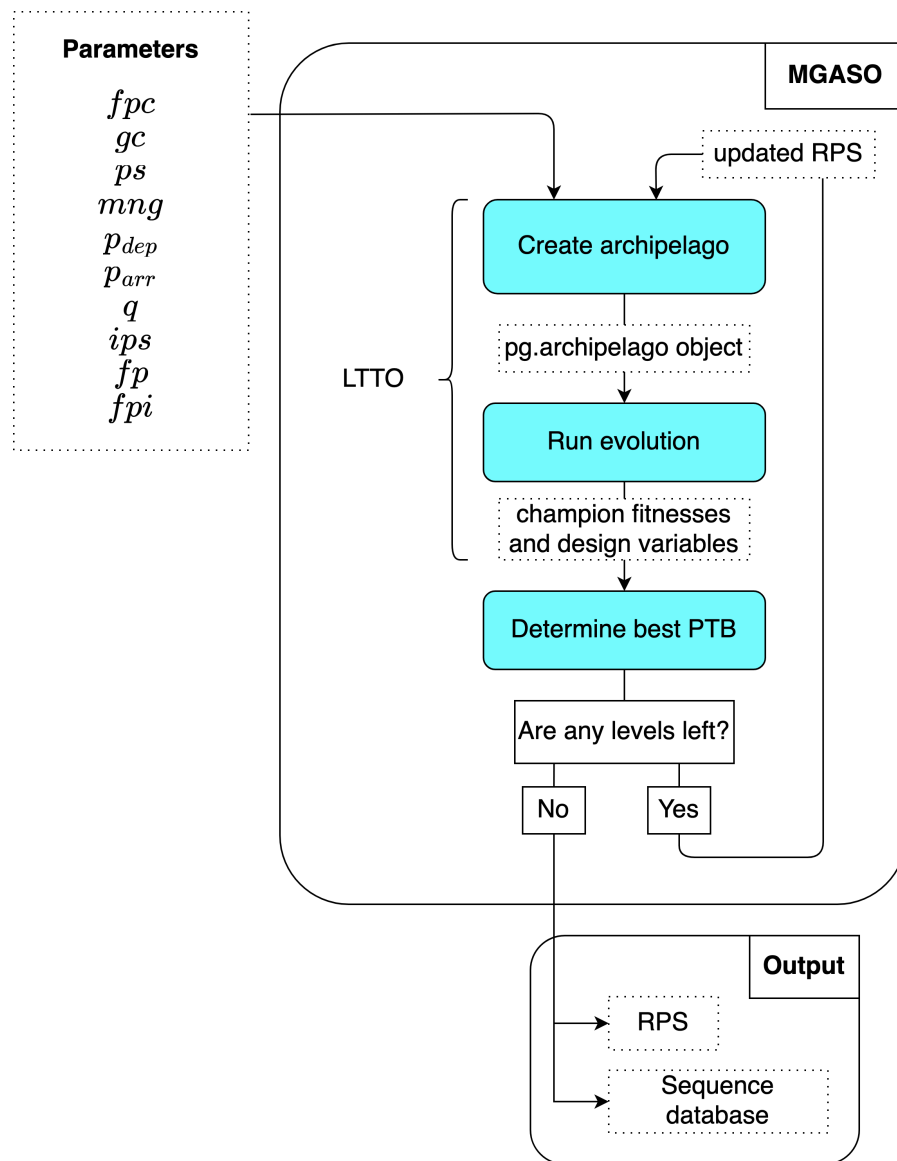 Parameters
fpc
gc
ps
mng
p_dep
p_arr
q
ips
fp
fpi
MGASO
updated RPS
Create archipelago
pg.archipelago object
LTTO
Run evolution
champion fitnesses
and design variables
Determine best PTB
Are any levels left?
No
Yes
Output
RPS
Sequence
database